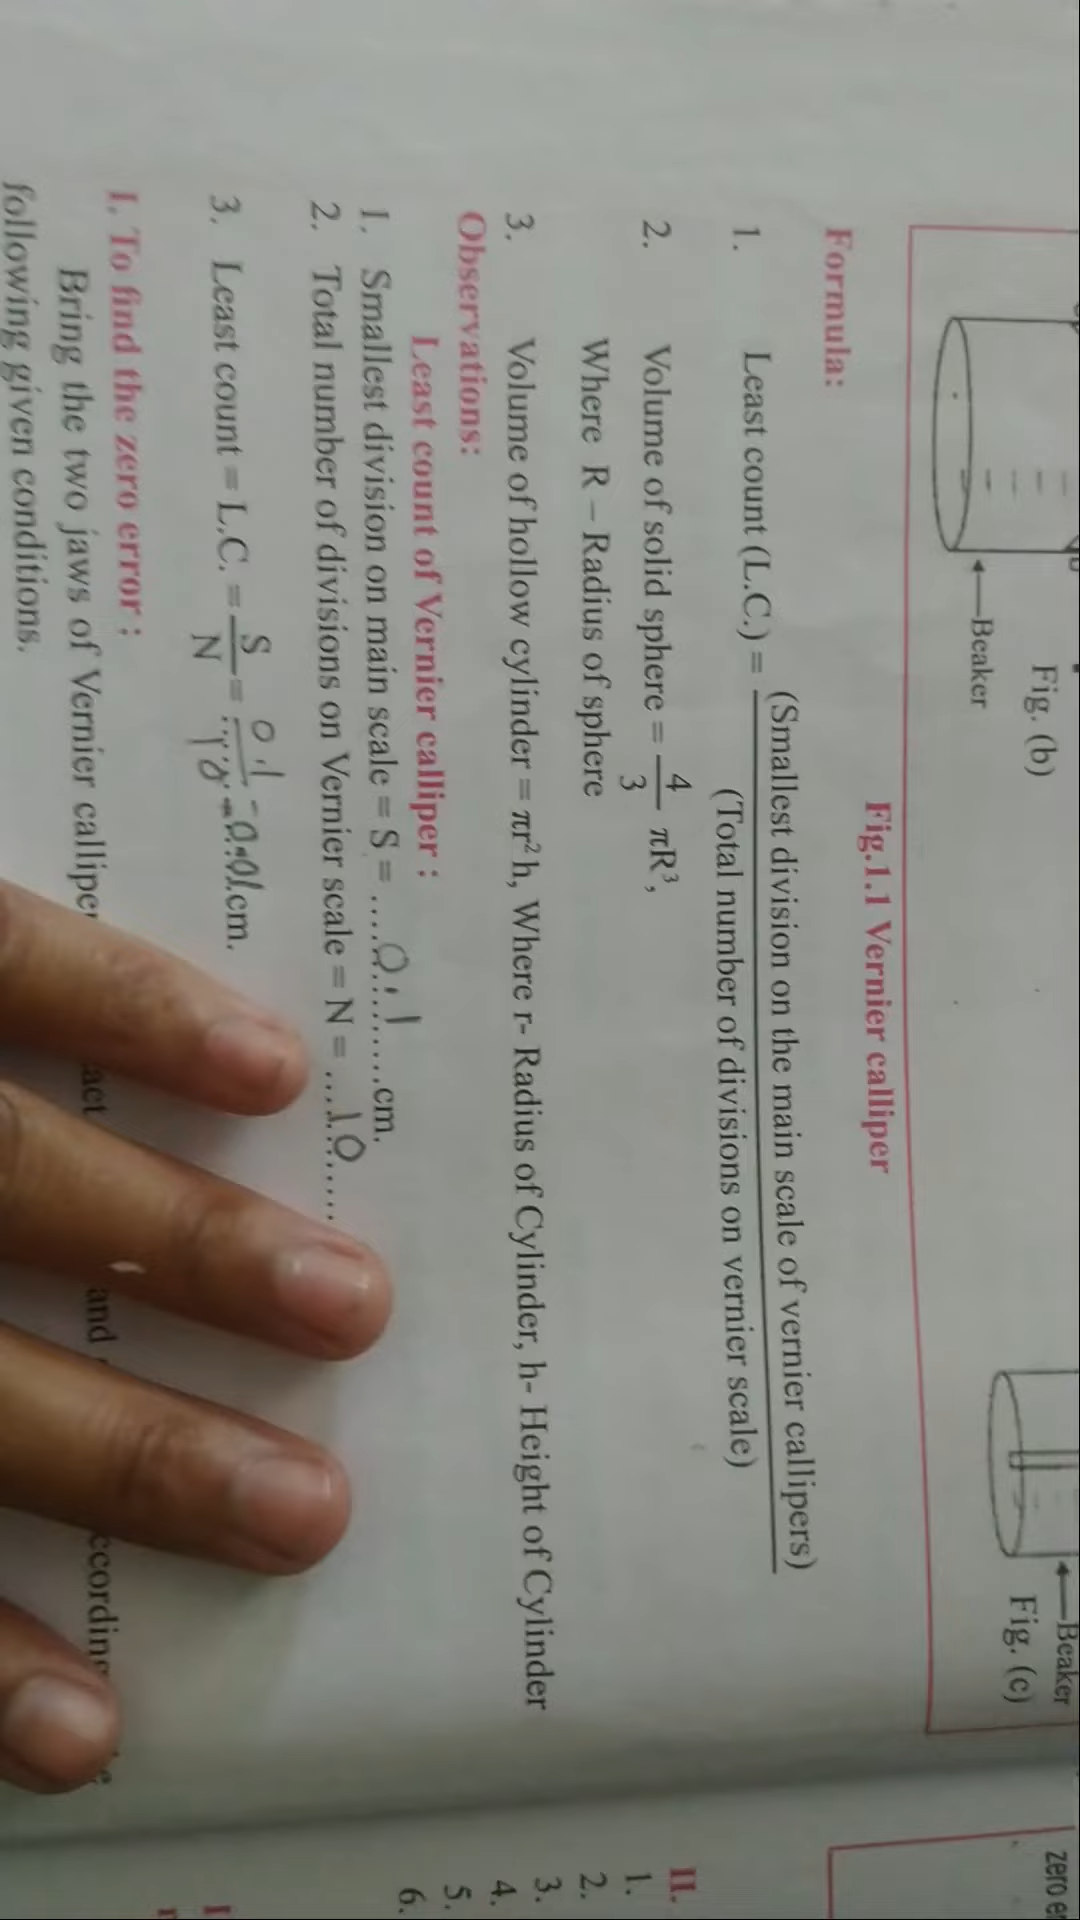 Fig. (b)
←Beaker
←Beaker
Fig. (c)
Fig.1.1 Vernier calliper
Formula:
1. Least count (L.C.) = (Smallest division on the main scale of vernier callipers)
(Total number of divisions on vernier scale)
2. Volume of solid sphere = 4/3 πR³,
Where R – Radius of sphere
3. Volume of hollow cylinder = πr² h, Where r- Radius of Cylinder, h- Height of Cylinder
Observations:
Least count of Vernier calliper :
1. Smallest division on main scale = S = ....0.1........cm.
2. Total number of divisions on Vernier scale = N = ....10.....
3. Least count = L.C. = S/N = 0.1/10 = 0.01cm.
1. To find the zero error :
Bring the two jaws of Vernier calliper and
following given conditions.
zero
II.
1.
2.
3.
4.
5.
6.